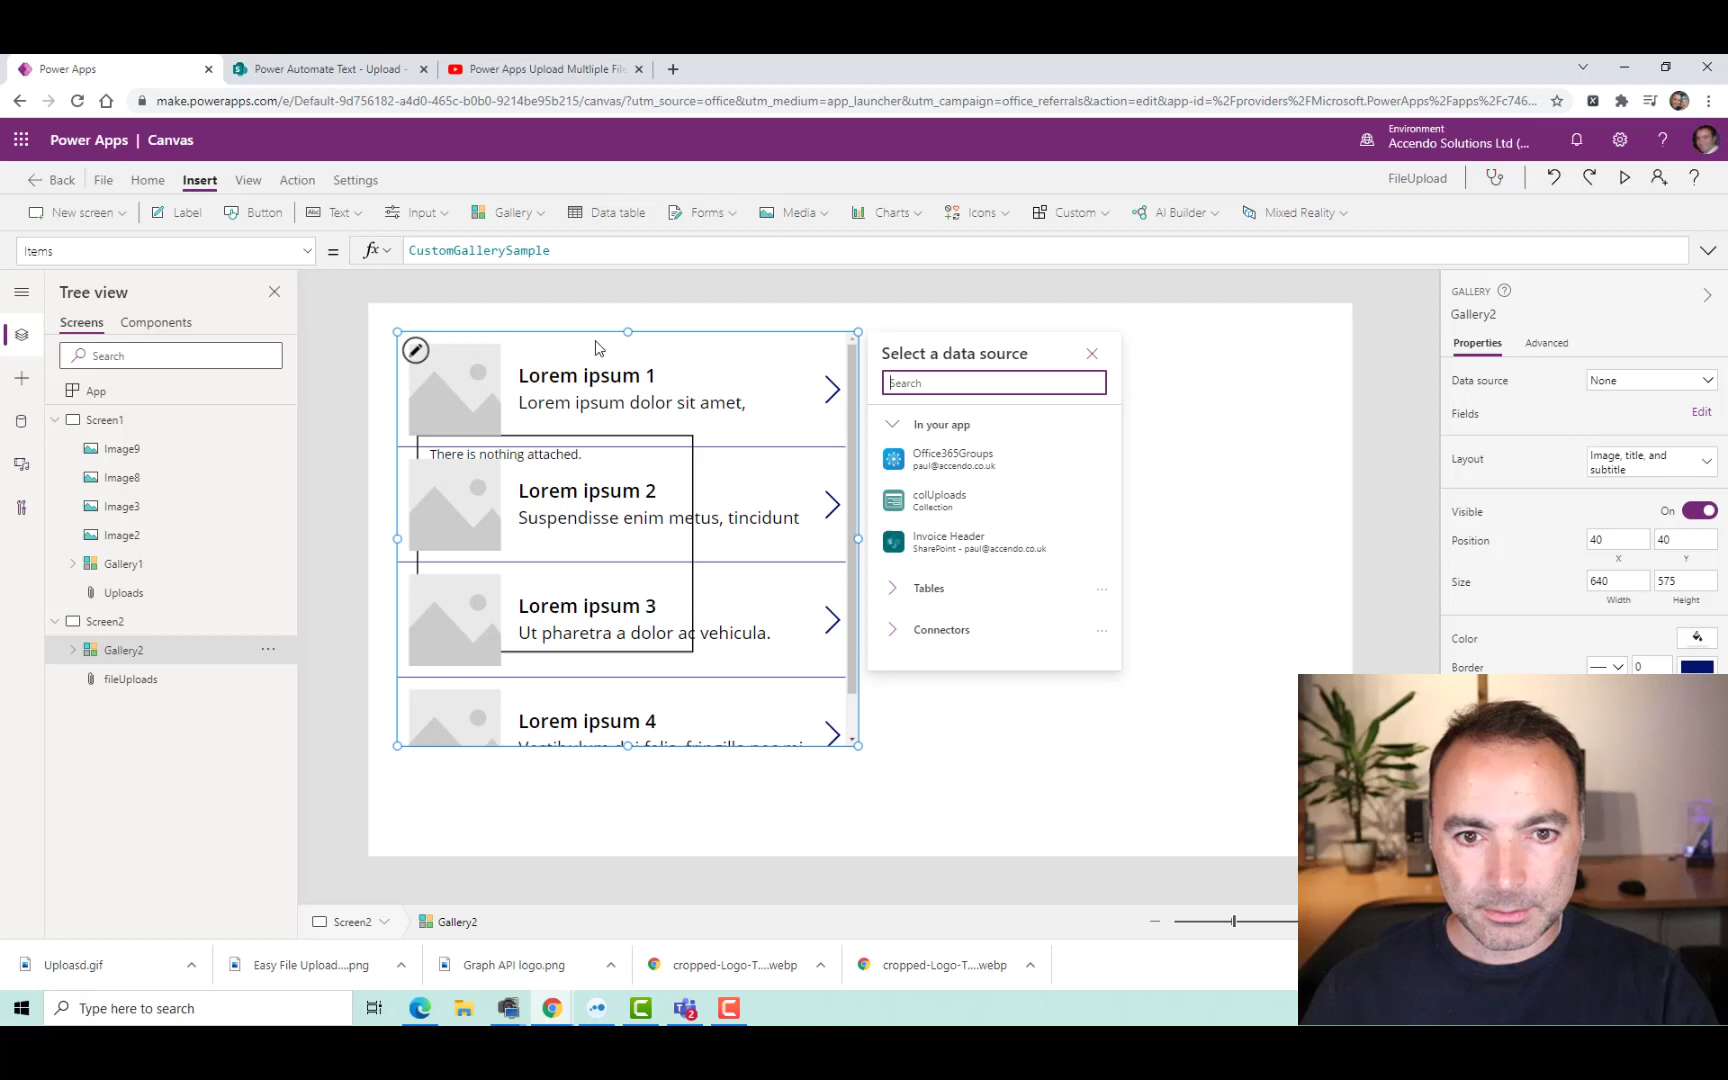 Power Apps
Power Automate Text - Upload -
Power Apps Upload Multliple File
make.powerapps.com/e/Default-9d756182-a4d0-465c-b0b0-9214be95b215/canvas/?utm_source=office&utm_medium=app_launcher&utm_campaign=office_referrals&action=edit&app-id=%2Fproviders%2FMicrosoft.PowerApps%2Fapps%2Fc746...
Power Apps | Canvas
Environment
Accendo Solutions Ltd (...
Back
File
Home
Insert
View
Action
Settings
FileUpload
New screen
Label
Button
Text
Input
Gallery
Data table
Forms
Media
Charts
Icons
Custom
AI Builder
Mixed Reality
Items
=
fx
CustomGallerySample
Tree view
Screens
Components
Search
App
Screen1
Image9
Image8
Image3
Image2
Gallery1
Uploads
Screen2
Gallery2
fileUploads
Lorem ipsum 1
Lorem ipsum dolor sit amet,
There is nothing attached.
Lorem ipsum 2
Suspendisse enim metus, tincidunt
Lorem ipsum 3
Ut pharetra a dolor ac vehicula.
Lorem ipsum 4
Select a data source
Search
In your app
Office365Groups
paul@accendo.co.uk
colUploads
Collection
Invoice Header
SharePoint - paul@accendo.co.uk
Tables
Connectors
GALLERY
Gallery2
Properties
Advanced
Data source
None
Fields
Edit
Layout
Image, title, and
subtitle
Visible
On
Position
40
40
X
Y
Size
640
575
Width
Height
Color
Border
0
Screen2
Gallery2
Uploasd.gif
Easy File Upload....png
Graph API logo.png
cropped-Logo-T....webp
cropped-Logo-T....webp
Type here to search
2